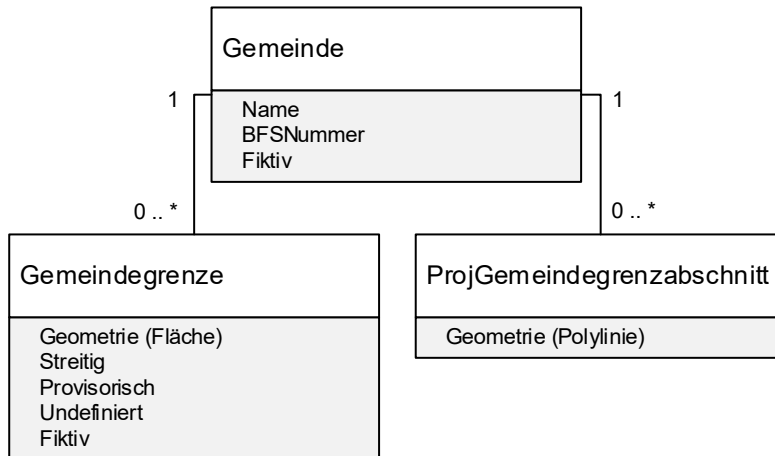 Gemeinde
Name
BFSNummer
Fiktiv
1
1
0 .. *
0 .. *
Gemeindegrenze
Geometrie (Fläche)
Streitig
Provisorisch
Undefiniert
Fiktiv
ProjGemeindegrenzabschnitt
Geometrie (Polylinie)